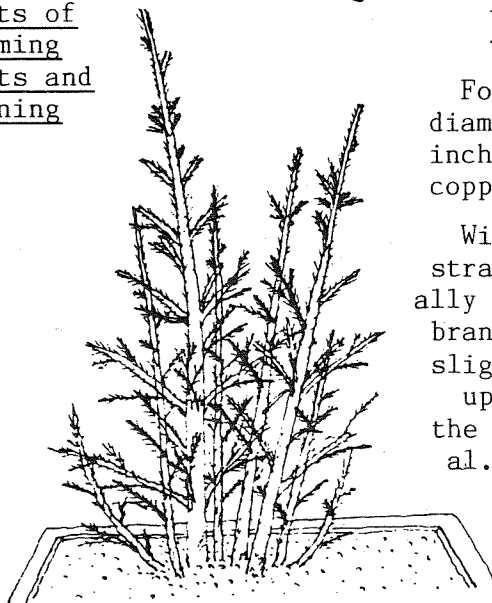 ts of
ming
ts and
ning
Fo
diam
inch
copp
Wi
stra
ally
bran
slig
up
the
al.